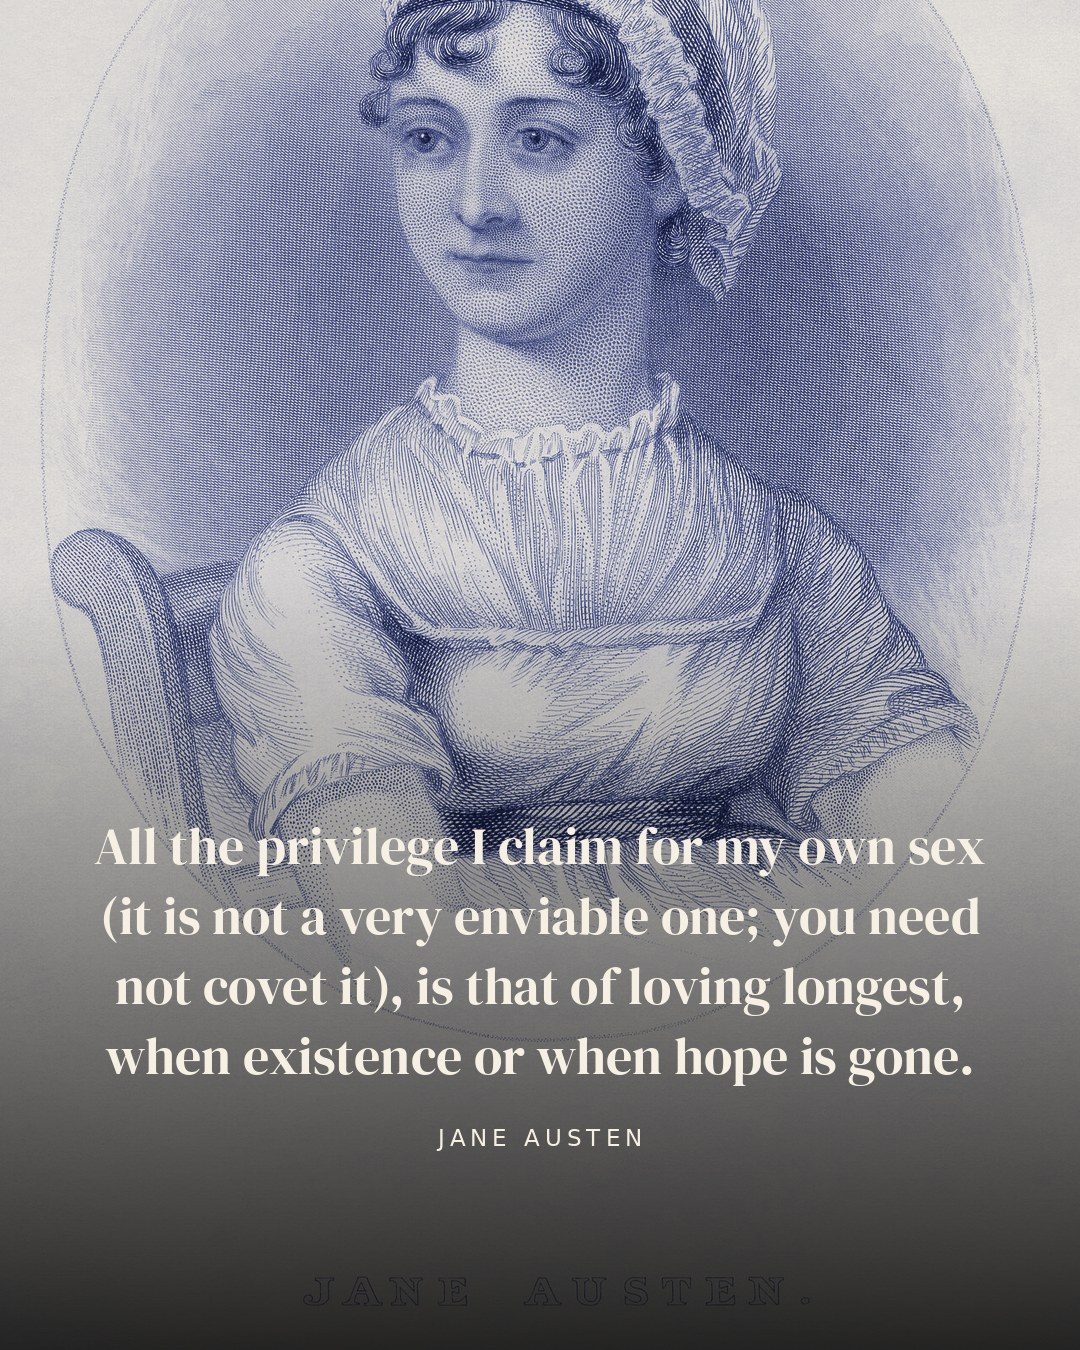 All the privilege I claim for my own sex
(it is not a very enviable one; you need
not covet it), is that of loving longest,
when existence or when hope is gone.
JANE AUSTEN
JANE AUSTEN.